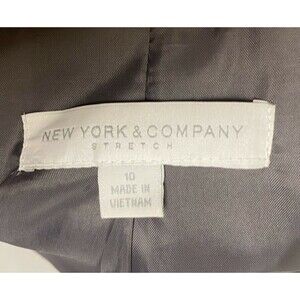 NEW YORK & COMPANY
STRETCH
10
MADE IN
VIETNAM